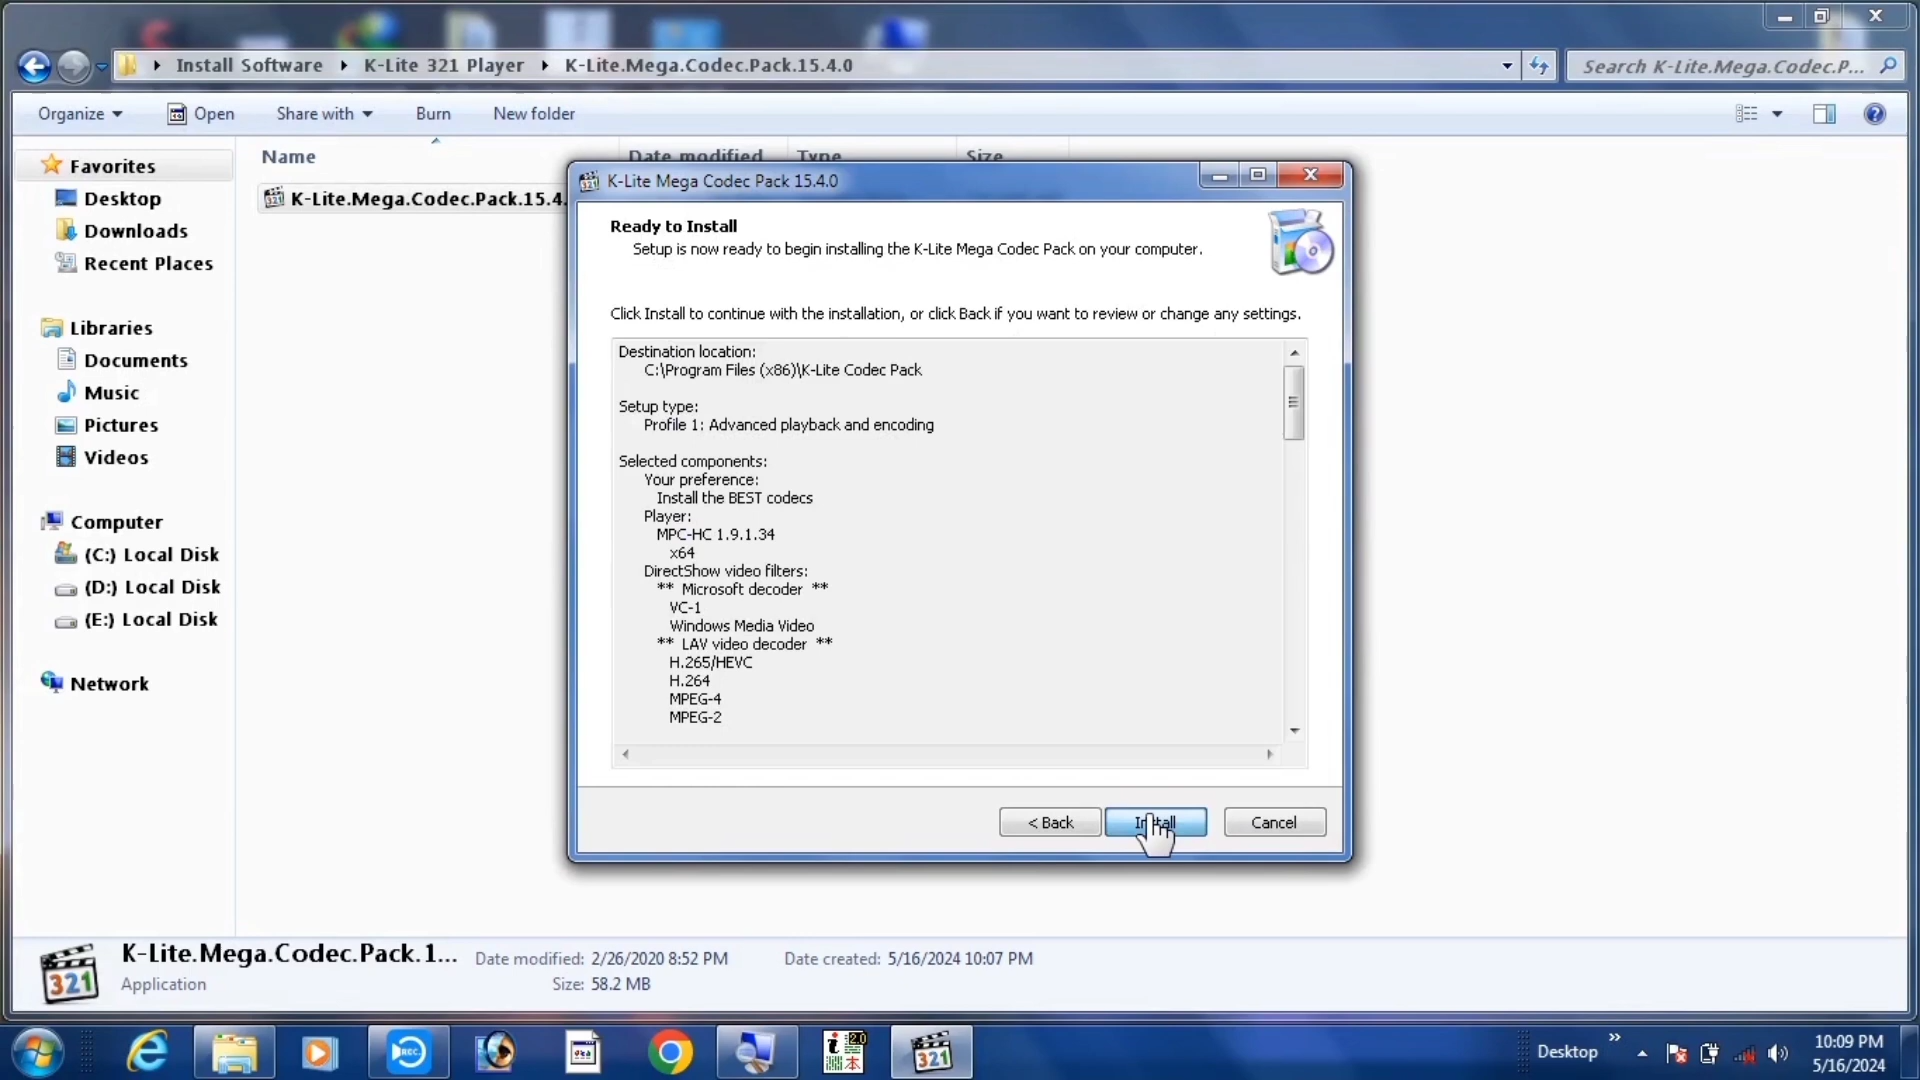 Install Software
K-Lite 321 Player
K-Lite.Mega.Codec.Pack.15.4.0
Search K-Lite.Mega.Codec.P...
Organize
Open
Share with
Burn
New folder
Favorites
Desktop
Downloads
Recent Places
Libraries
Documents
Music
Pictures
Videos
Computer
(C:) Local Disk
(D:) Local Disk
(E:) Local Disk
Network
Name
Date modified
Type
Size
K-Lite.Mega.Codec.Pack.15.4.
K-Lite Mega Codec Pack 15.4.0
Ready to Install
Setup is now ready to begin installing the K-Lite Mega Codec Pack on your computer.
Click Install to continue with the installation, or click Back if you want to review or change any settings.
Destination location:
C:\Program Files (x86)\K-Lite Codec Pack
Setup type:
Profile 1: Advanced playback and encoding
Selected components:
Your preference:
Install the BEST codecs
Player:
MPC-HC 1.9.1.34
x64
DirectShow video filters:
** Microsoft decoder **
VC-1
Windows Media Video
** LAV video decoder **
H.265/HEVC
H.264
MPEG-4
MPEG-2
< Back
Install
Cancel
321
K-Lite.Mega.Codec.Pack.1...
Application
Date modified: 2/26/2020 8:52 PM
Size: 58.2 MB
Date created: 5/16/2024 10:07 PM
REC
2.0
321
Desktop
10:09 PM
5/16/2024